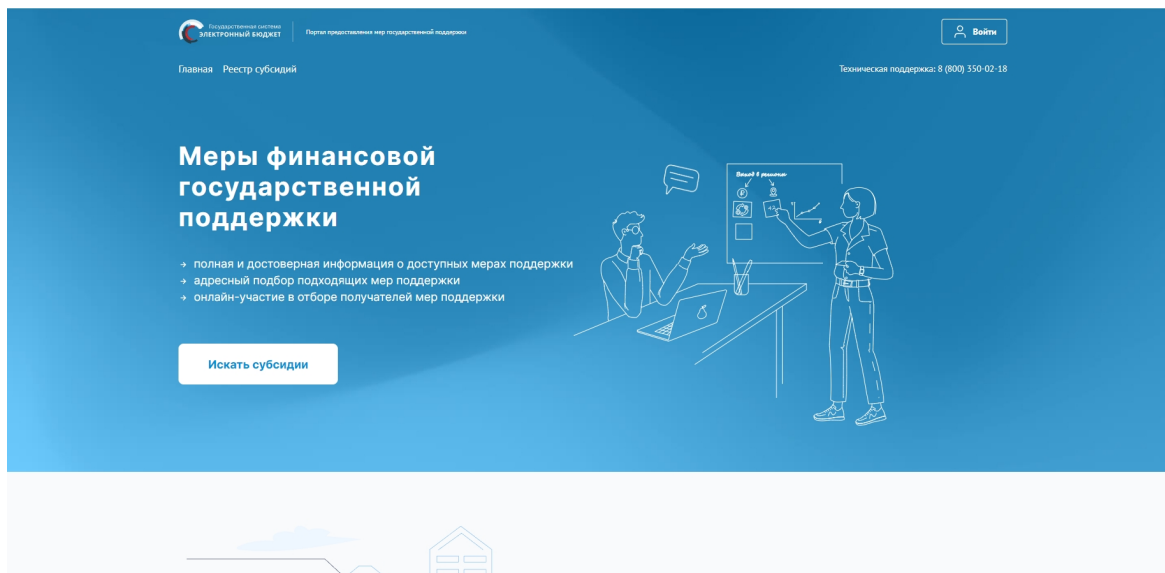 Государственная система
ЭЛЕКТРОННЫЙ БЮДЖЕТ
Портал предоставления мер государственной поддержки
Войти
Главная Реестр субсидий
Техническая поддержка: 8 (800) 350-02-18
Меры финансовой
государственной
поддержки
→ полная и достоверная информация о доступных мерах поддержки
→ адресный подбор подходящих мер поддержки
→ онлайн-участие в отборе получателей мер поддержки
Искать субсидии